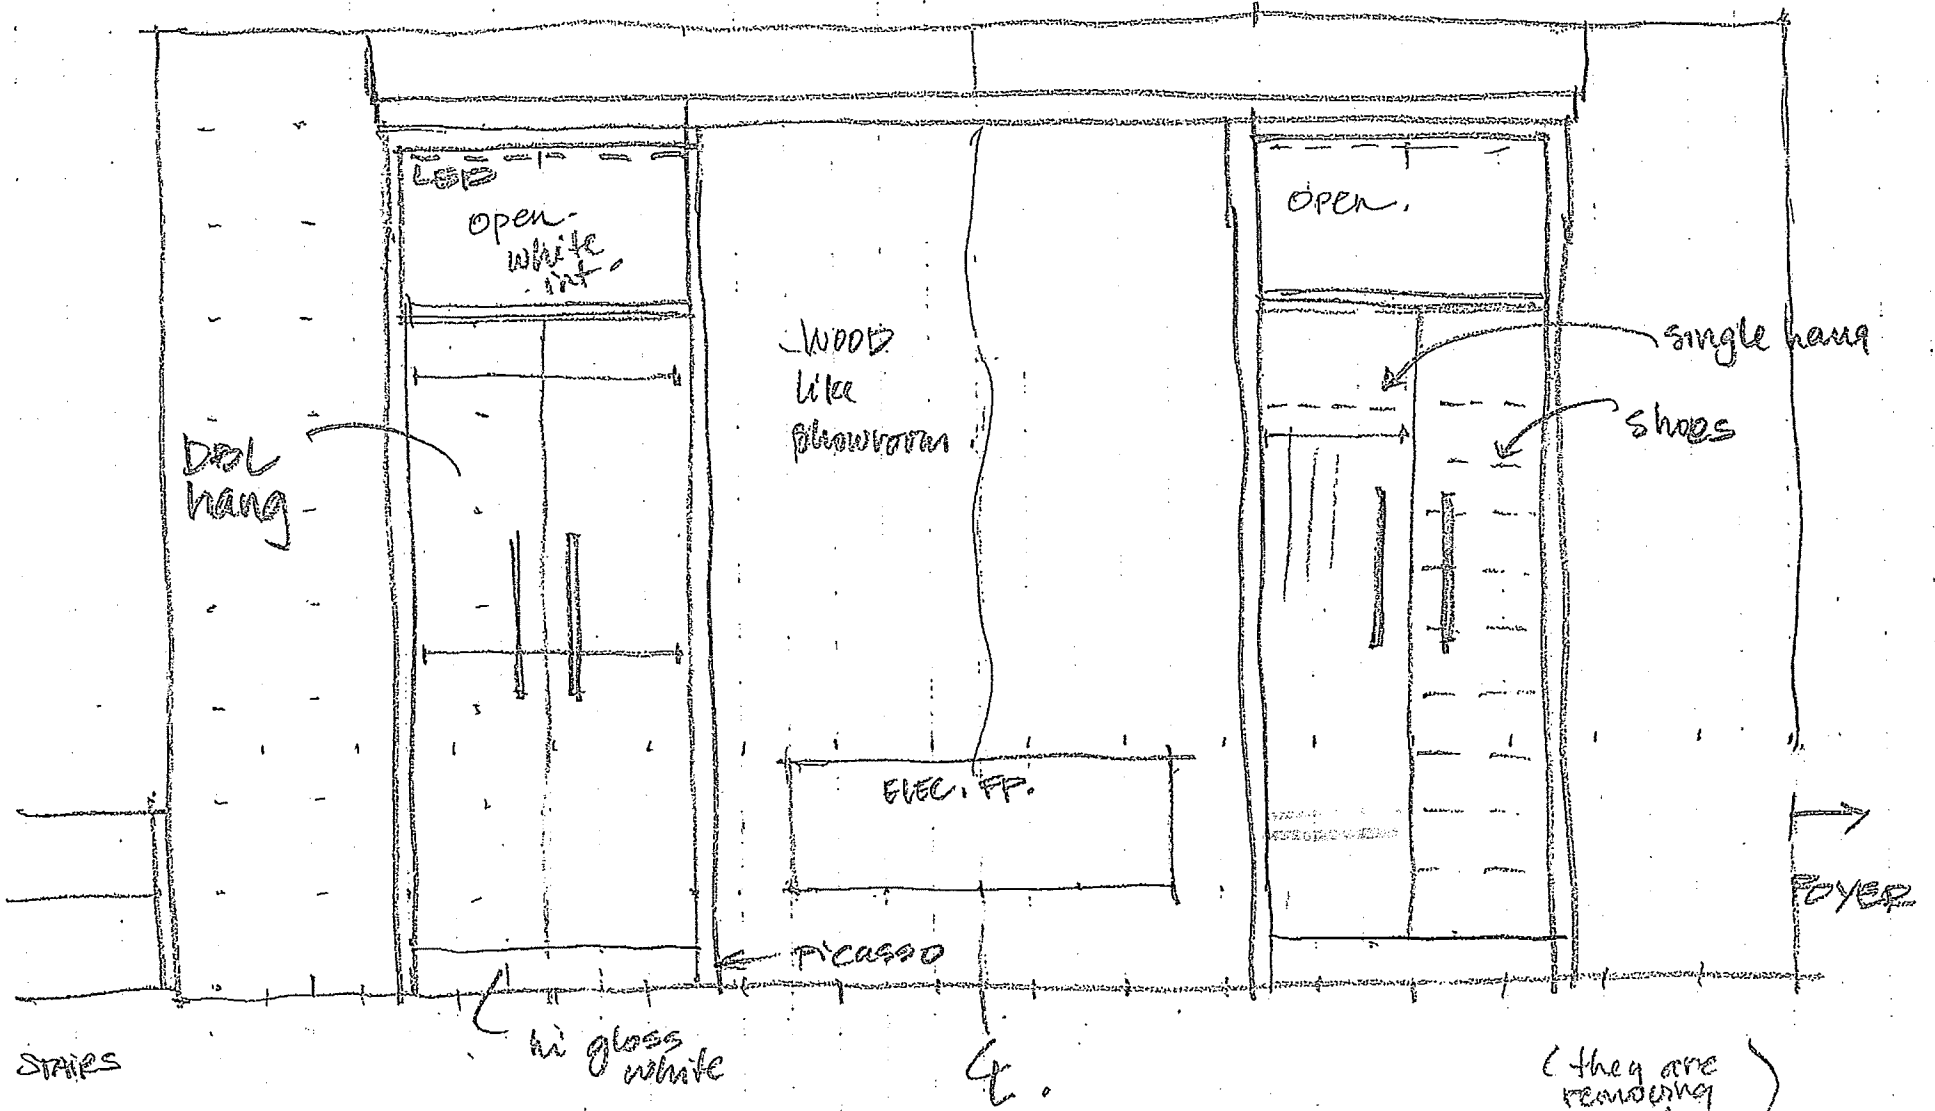 LED
open.
white
int.
open.
WOOD
like
showroom
single hang
shoes
DBL
hang
ELEC. FP.
FOYER
Picasso
hi gloss
white
STAIRS
℄.
(they are
removing
)